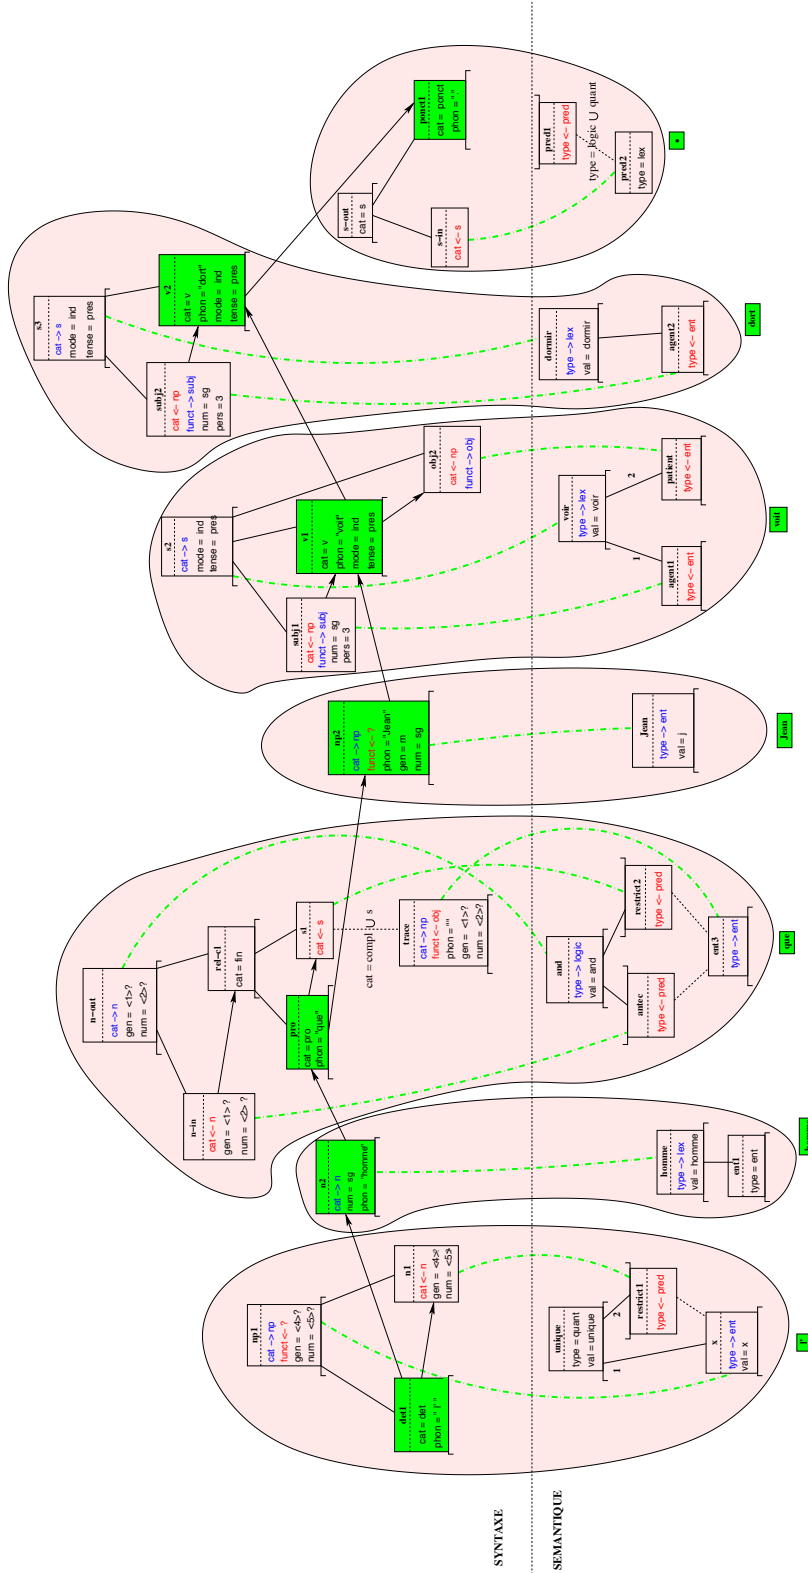 SYNTAXE
SEMANTIQUE
np1
cat -> np
funct <- ?
gen = <4>?
num = <5>?
det1
cat = det
phon = " l' "
n1
cat <- n
gen = <4>?
num = <5>
unique
type = quant
val = unique
1
2
restrict1
type <- pred
x
type -> ent
val = x
l'
n2
cat -> n
num = sg
phon = "homme"
homme
type -> lex
val = homme
ent1
type = ent
n-out
cat -> n
gen = <1>?
num = <2>?
n-in
cat <- n
gen = <1> ?
num = <2> ?
rel-cl
cat = fin
pro
cat = pro
phon = "que"
s1
cat <- s
cat = compl ∪ s
trace
cat -> np
funct <- obj
phon = ""
gen = <1>?
num = <2>?
and
type -> logic
val = and
antec
type <- pred
restrict2
type <- pred
ent3
type -> ent
que
np2
cat -> np
funct <- ?
phon = "Jean"
gen = m
num = sg
Jean
type -> ent
val = j
Jean
s2
cat -> s
mode = ind
tense = pres
subj1
cat <- np
funct -> subj
num = sg
pers = 3
v1
cat = v
phon = "voit"
mode = ind
tense = pres
obj2
cat <- np
funct -> obj
voir
type -> lex
val = voir
1
2
agent1
type <- ent
patient
type <- ent
voit
s3
cat -> s
mode = ind
tense = pres
subj2
cat <- np
funct -> subj
num = sg
pers = 3
v2
cat = v
phon = "dort"
mode = ind
tense = pres
dormir
type -> lex
val = dormir
agent2
type <- ent
dort
s-out
cat = s
s-in
cat <- s
ponct1
cat = ponct
phon = "."
pred1
type <- pred
type = logic ∪ quant
pred2
type = lex
.